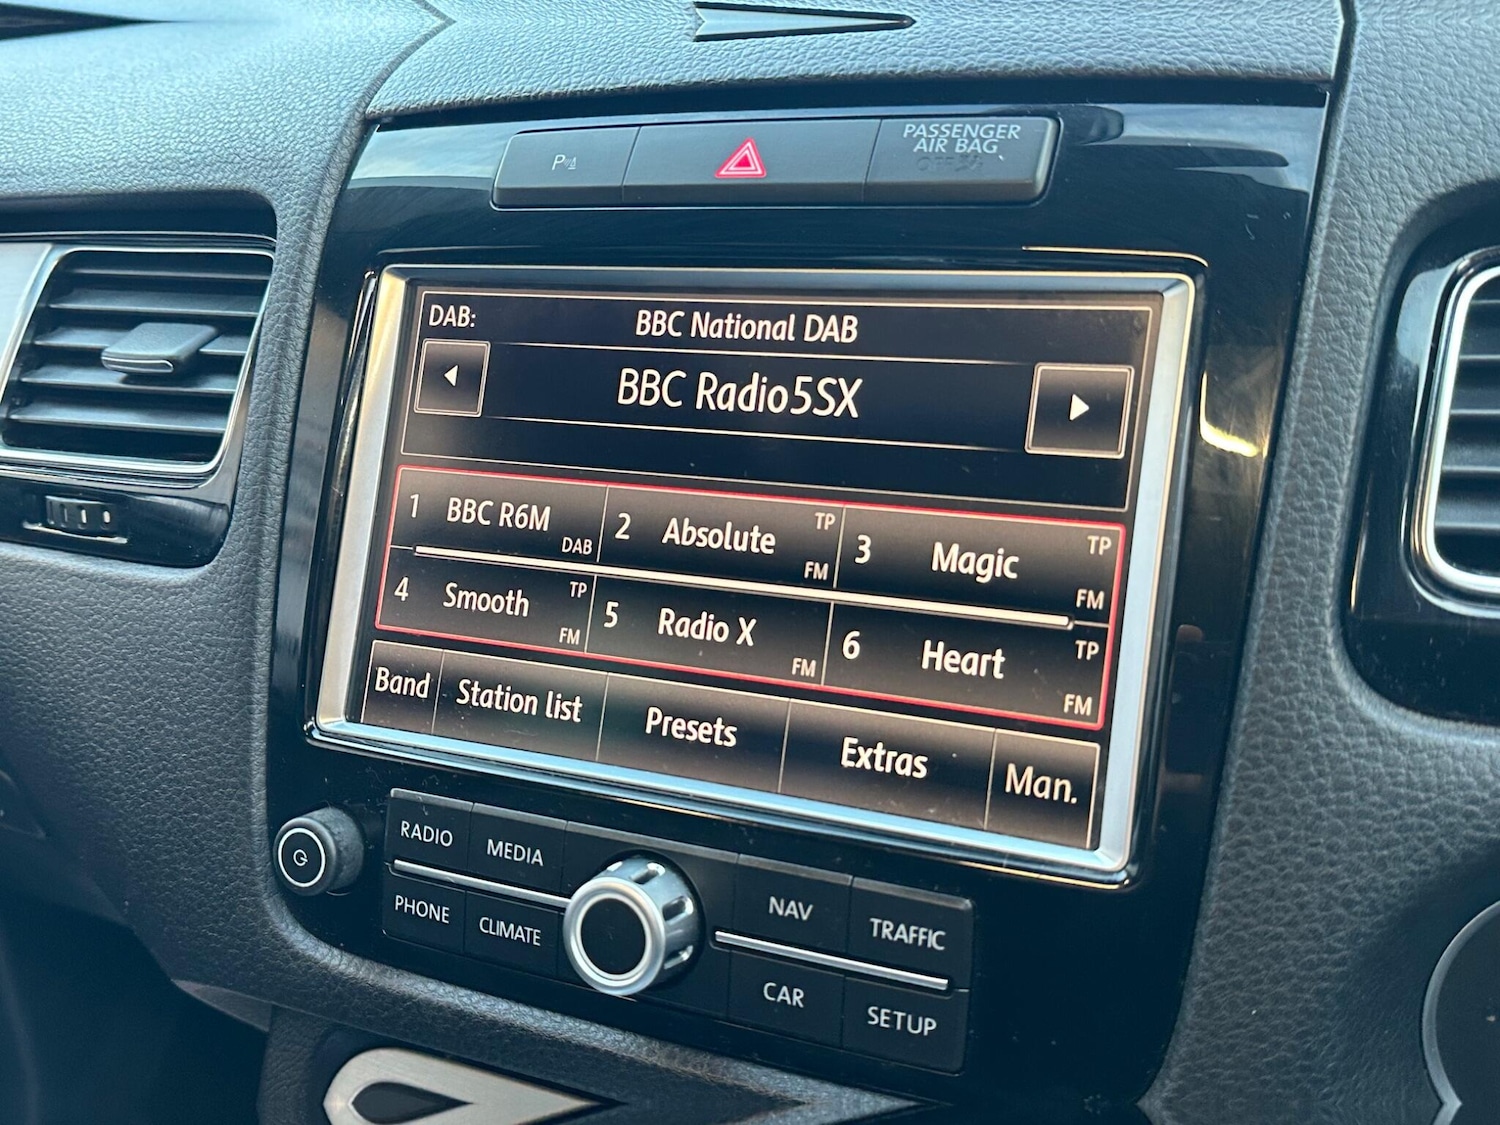 P
PASSENGER
AIR BAG
OFF
DAB: BBC National DAB
BBC Radio5SX
1 BBC R6M DAB
2 Absolute TP FM
3 Magic TP FM
4 Smooth TP FM
5 Radio X FM
6 Heart TP FM
Band Station list Presets Extras Man.
RADIO MEDIA NAV TRAFFIC
PHONE CLIMATE CAR SETUP